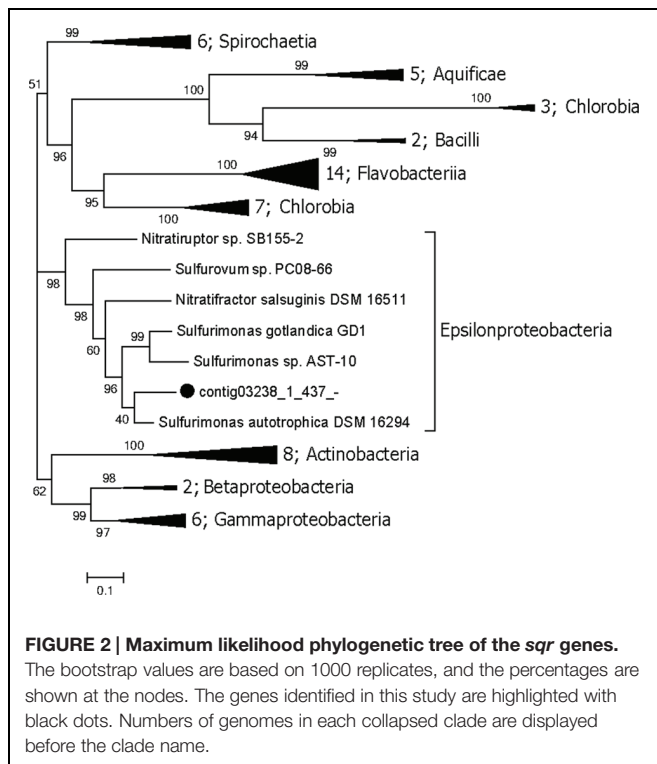 99
6; Spirochaetia
51
99
5; Aquificae
100
100
3; Chlorobia
94
99
2; Bacilli
96
100
14; Flavobacteriia
95
7; Chlorobia
100
Nitratiruptor sp. SB155-2
98
Sulfurovum sp. PC08-66
98
Nitratifractor salsuginis DSM 16511
60
Sulfurimonas gotlandica GD1
99
Epsilonproteobacteria
Sulfurimonas sp. AST-10
96
contig03238_1_437_-
40
Sulfurimonas autotrophica DSM 16294
100
8; Actinobacteria
62
98
2; Betaproteobacteria
99
6; Gammaproteobacteria
97
0.1
FIGURE 2 | Maximum likelihood phylogenetic tree of the sqr genes.
The bootstrap values are based on 1000 replicates, and the percentages are
shown at the nodes. The genes identified in this study are highlighted with
black dots. Numbers of genomes in each collapsed clade are displayed
before the clade name.